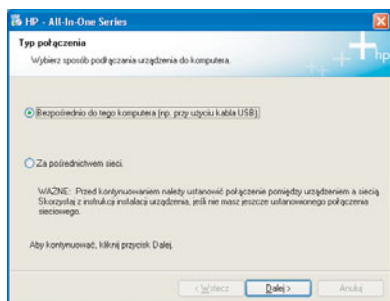 HP - All-In-One Series
Typ połączenia
Wybierz sposób podłączania urządzenia do komputera.
hp
Bezpośrednio do tego komputera (np. przy użyciu kabla USB)
Za pośrednictwem sieci.
WAŻNE: Przed kontynuowaniem należy ustanowić połączenie pomiędzy urządzeniem a siecią.
Skorzystaj z instrukcji instalacji urządzenia, jeśli nie masz jeszcze ustanowionego połączenia
sieciowego.
Aby kontynuować, kliknij przycisk Dalej.
< Wstecz Dalej > Anuluj